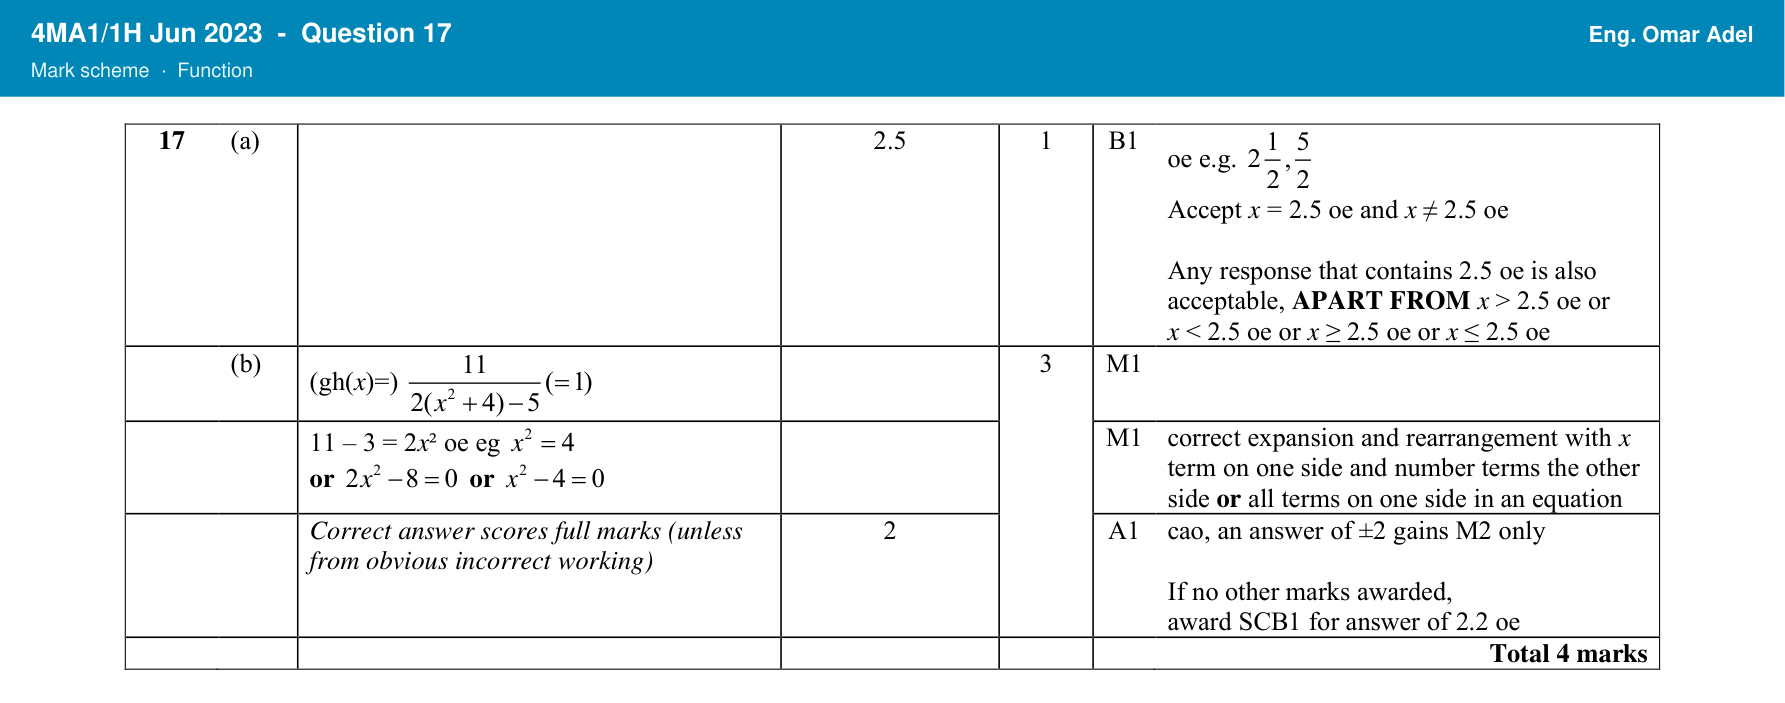 4MA1/1H Jun 2023 - Question 17
Eng. Omar Adel
Mark scheme · Function
17 (a) 2.5 1 B1 oe e.g. 2 1/2, 5/2
Accept x = 2.5 oe and x ≠ 2.5 oe
Any response that contains 2.5 oe is also
acceptable, APART FROM x > 2.5 oe or
x < 2.5 oe or x ≥ 2.5 oe or x ≤ 2.5 oe
(b) (gh(x)=) 11/(2(x² + 4) – 5) (= 1) 3 M1
11 – 3 = 2x² oe eg x² = 4 M1 correct expansion and rearrangement with x
or 2x² – 8 = 0 or x² – 4 = 0 term on one side and number terms the other
side or all terms on one side in an equation
Correct answer scores full marks (unless 2 A1 cao, an answer of ±2 gains M2 only
from obvious incorrect working)
If no other marks awarded,
award SCB1 for answer of 2.2 oe
Total 4 marks